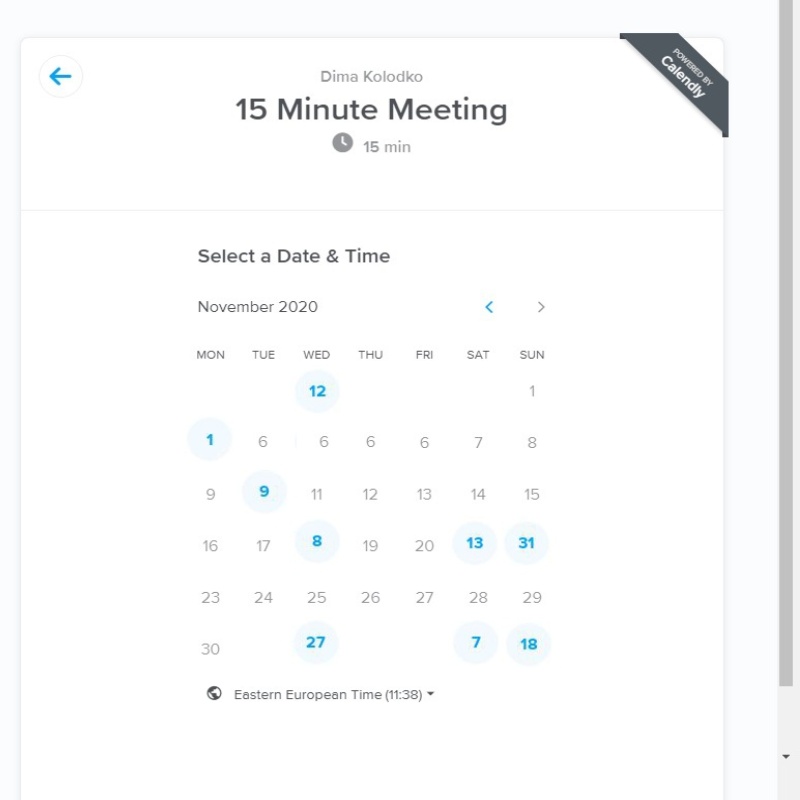 POWERED BY
Calendly
Dima Kolodko
15 Minute Meeting
15 min
Select a Date & Time
November 2020
MON TUE WED THU FRI SAT SUN
12 1
1 6 6 6 6 7 8
9 9 11 12 13 14 15
16 17 8 19 20 13 31
23 24 25 26 27 28 29
30 27 7 18
Eastern European Time (11:38)